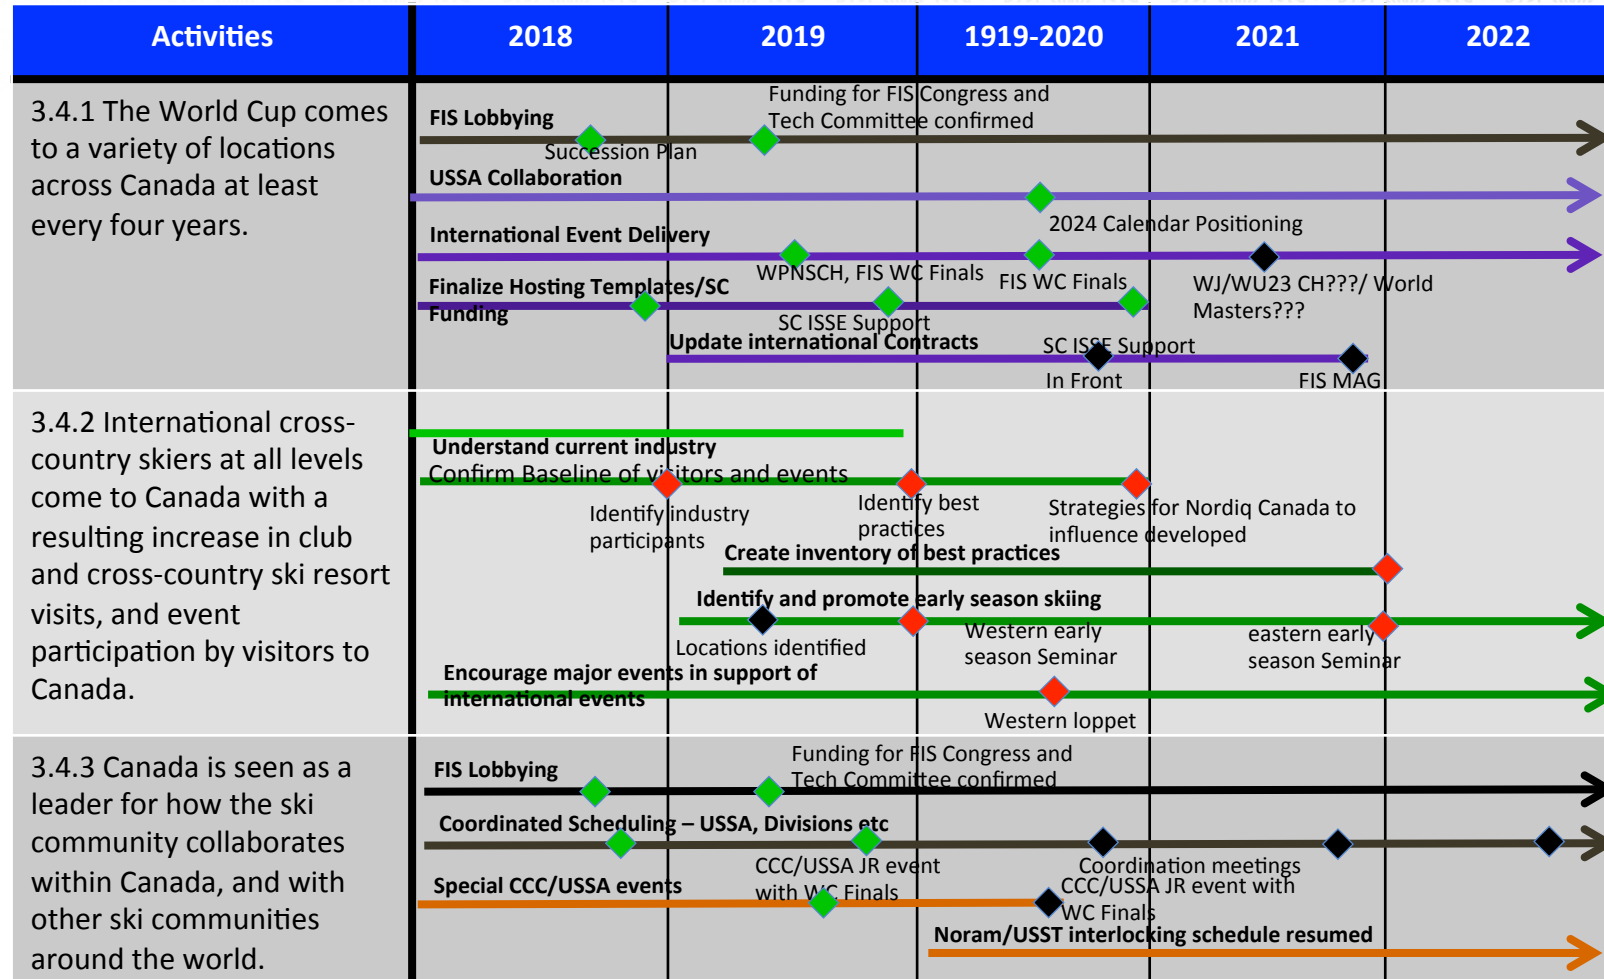 Activities
2018
2019
1919-2020
2021
2022
3.4.1 The World Cup comes
to a variety of locations
across Canada at least
every four years.
FIS Lobbying
Succession Plan
Funding for FIS Congress and
Tech Committee confirmed
USSA Collaboration
2024 Calendar Positioning
International Event Delivery
WPNSCH, FIS WC Finals
FIS WC Finals
WJ/WU23 CH???/ World
Masters???
Finalize Hosting Templates/SC
Funding
SC ISSE Support
SC ISSE Support
Update international Contracts
In Front
FIS MAG
3.4.2 International cross-
country skiers at all levels
come to Canada with a
resulting increase in club
and cross-country ski resort
visits, and event
participation by visitors to
Canada.
Understand current industry
Confirm Baseline of visitors and events
Identify industry
participants
Identify best
practices
Strategies for Nordiq Canada to
influence developed
Create inventory of best practices
Identify and promote early season skiing
Locations identified
Western early
season Seminar
eastern early
season Seminar
Encourage major events in support of
international events
Western loppet
3.4.3 Canada is seen as a
leader for how the ski
community collaborates
within Canada, and with
other ski communities
around the world.
FIS Lobbying
Funding for FIS Congress and
Tech Committee confirmed
Coordinated Scheduling – USSA, Divisions etc
Coordination meetings
Special CCC/USSA events
CCC/USSA JR event
with WC Finals
CCC/USSA JR event with
WC Finals
Noram/USST interlocking schedule resumed